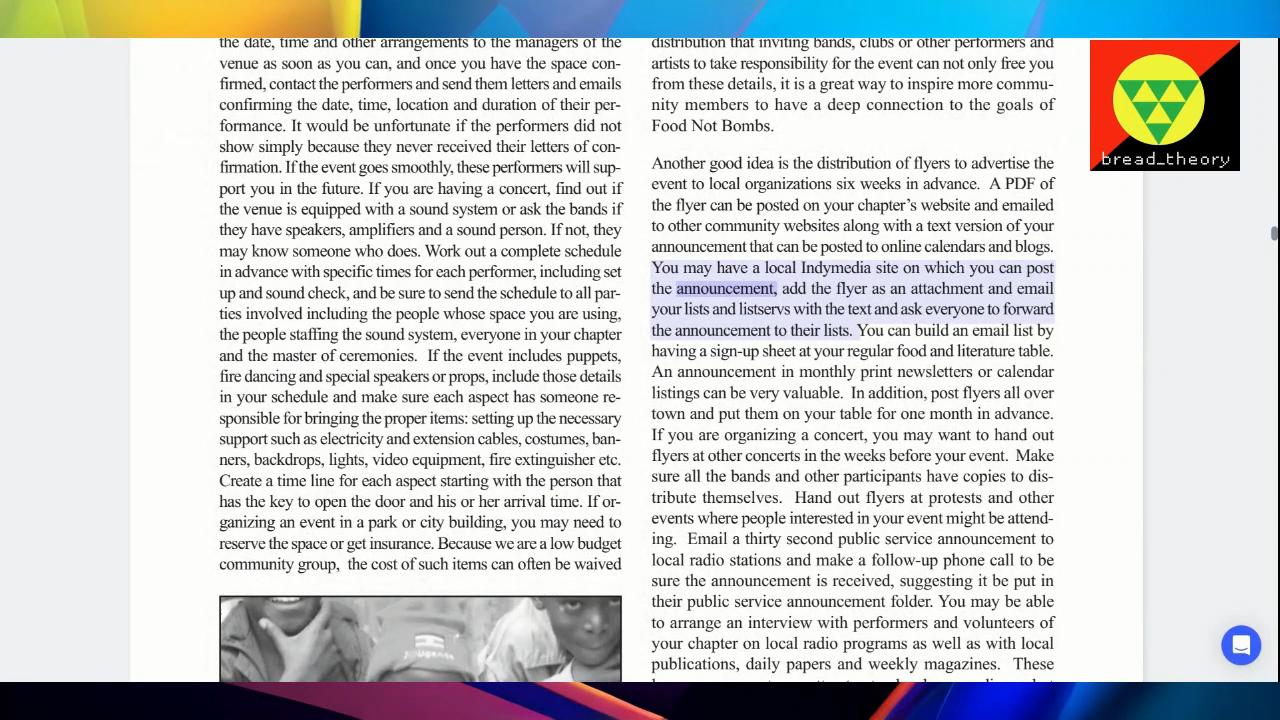 the date, time and other arrangements to the managers of the
venue as soon as you can, and once you have the space con-
firmed, contact the performers and send them letters and emails
confirming the date, time, location and duration of their per-
formance. It would be unfortunate if the performers did not
show simply because they never received their letters of con-
firmation. If the event goes smoothly, these performers will sup-
port you in the future. If you are having a concert, find out if
the venue is equipped with a sound system or ask the bands if
they have speakers, amplifiers and a sound person. If not, they
may know someone who does. Work out a complete schedule
in advance with specific times for each performer, including set
up and sound check, and be sure to send the schedule to all par-
ties involved including the people whose space you are using,
the people staffing the sound system, everyone in your chapter
and the master of ceremonies. If the event includes puppets,
fire dancing and special speakers or props, include those details
in your schedule and make sure each aspect has someone re-
sponsible for bringing the proper items: setting up the necessary
support such as electricity and extension cables, costumes, ban-
ners, backdrops, lights, video equipment, fire extinguisher etc.
Create a time line for each aspect starting with the person that
has the key to open the door and his or her arrival time. If or-
ganizing an event in a park or city building, you may need to
reserve the space or get insurance. Because we are a low budget
community group, the cost of such items can often be waived
distribution that inviting bands, clubs or other performers and
artists to take responsibility for the event can not only free you
from these details, it is a great way to inspire more commu-
nity members to have a deep connection to the goals of
Food Not Bombs.
Another good idea is the distribution of flyers to advertise the
event to local organizations six weeks in advance. A PDF of
the flyer can be posted on your chapter's website and emailed
to other community websites along with a text version of your
announcement that can be posted to online calendars and blogs.
You may have a local Indymedia site on which you can post
the announcement, add the flyer as an attachment and email
your lists and listservs with the text and ask everyone to forward
the announcement to their lists. You can build an email list by
having a sign-up sheet at your regular food and literature table.
An announcement in monthly print newsletters or calendar
listings can be very valuable. In addition, post flyers all over
town and put them on your table for one month in advance.
If you are organizing a concert, you may want to hand out
flyers at other concerts in the weeks before your event. Make
sure all the bands and other participants have copies to dis-
tribute themselves. Hand out flyers at protests and other
events where people interested in your event might be attend-
ing. Email a thirty second public service announcement to
local radio stations and make a follow-up phone call to be
sure the announcement is received, suggesting it be put in
their public service announcement folder. You may be able
to arrange an interview with performers and volunteers of
your chapter on local radio programs as well as with local
publications, daily papers and weekly magazines. These
bread_theory